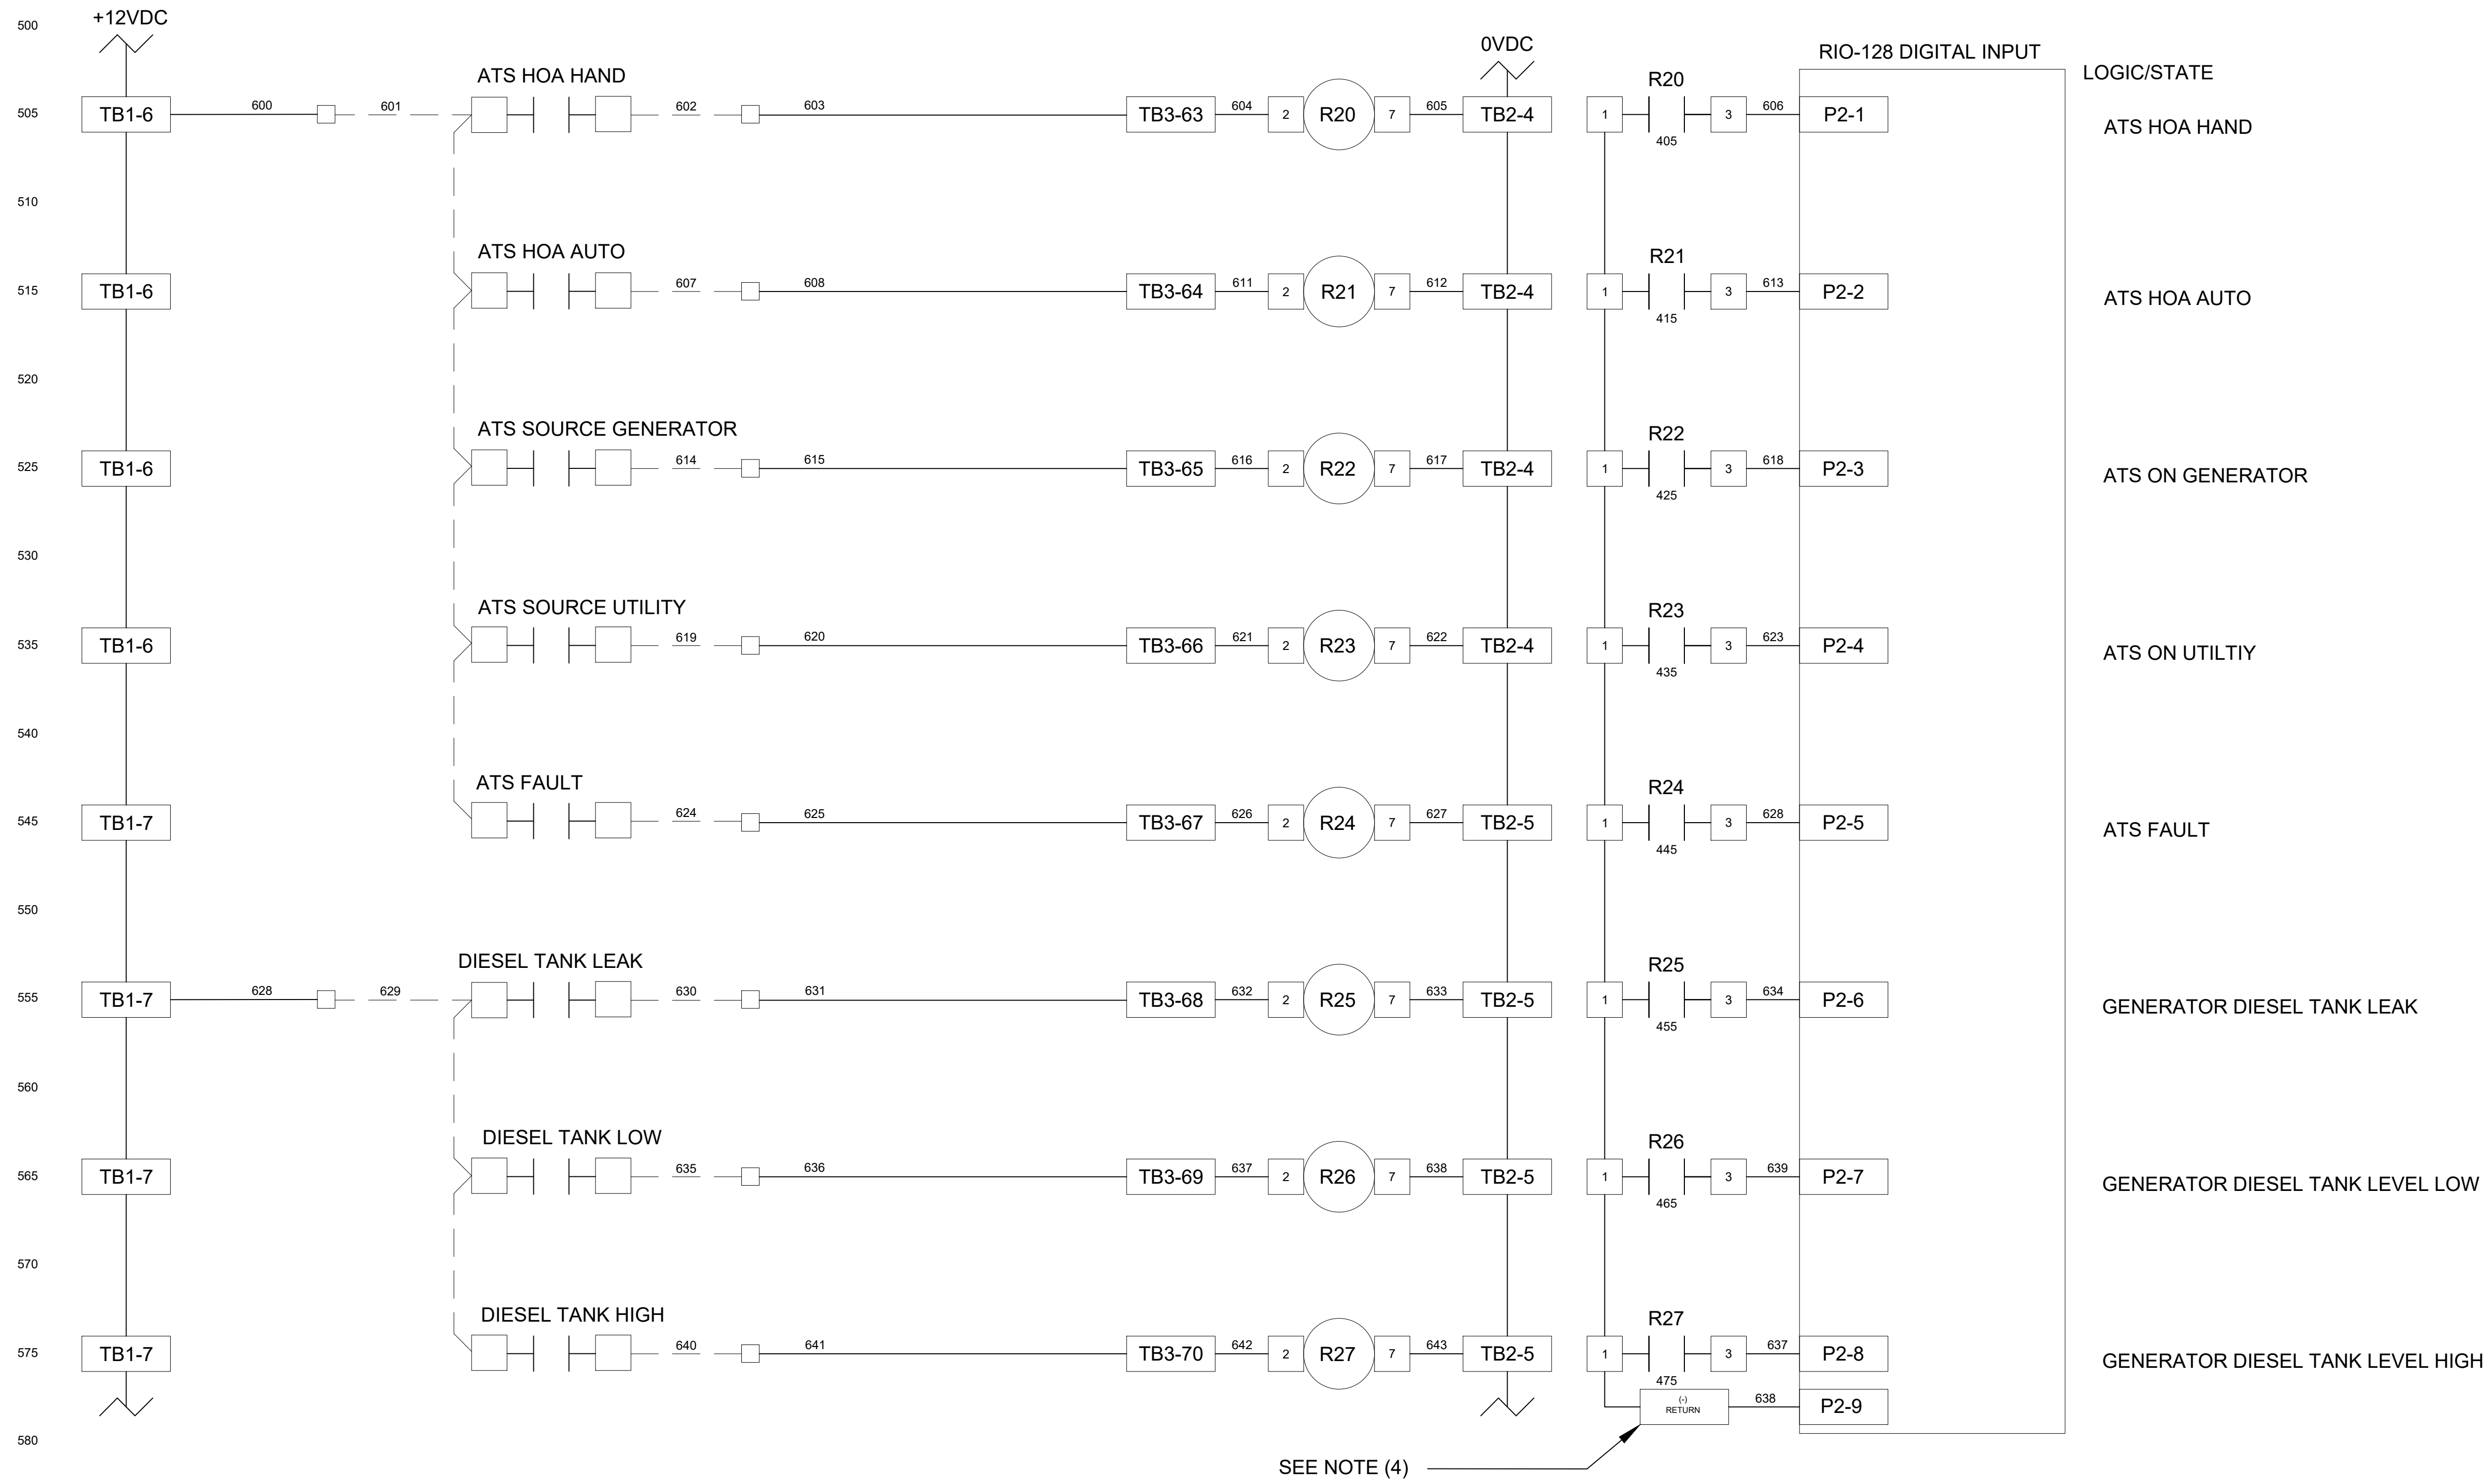 500
+12VDC
0VDC
RIO-128 DIGITAL INPUT
LOGIC/STATE
ATS HOA HAND
R20
505 TB1-6 600 601 602 603 TB3-63 604 2 R20 7 605 TB2-4 1 3 606 P2-1
405
ATS HOA HAND
510
ATS HOA AUTO
R21
515 TB1-6 607 608 TB3-64 611 2 R21 7 612 TB2-4 1 3 613 P2-2
415
ATS HOA AUTO
520
ATS SOURCE GENERATOR
R22
525 TB1-6 614 615 TB3-65 616 2 R22 7 617 TB2-4 1 3 618 P2-3
425
ATS ON GENERATOR
530
ATS SOURCE UTILITY
R23
535 TB1-6 619 620 TB3-66 621 2 R23 7 622 TB2-4 1 3 623 P2-4
435
ATS ON UTILTIY
540
ATS FAULT
R24
545 TB1-7 624 625 TB3-67 626 2 R24 7 627 TB2-5 1 3 628 P2-5
445
ATS FAULT
550
DIESEL TANK LEAK
R25
555 TB1-7 628 629 630 631 TB3-68 632 2 R25 7 633 TB2-5 1 3 634 P2-6
455
GENERATOR DIESEL TANK LEAK
560
DIESEL TANK LOW
R26
565 TB1-7 635 636 TB3-69 637 2 R26 7 638 TB2-5 1 3 639 P2-7
465
GENERATOR DIESEL TANK LEVEL LOW
570
DIESEL TANK HIGH
R27
575 TB1-7 640 641 TB3-70 642 2 R27 7 643 TB2-5 1 3 637 P2-8
475
GENERATOR DIESEL TANK LEVEL HIGH
(-)
RETURN
638 P2-9
580
SEE NOTE (4)